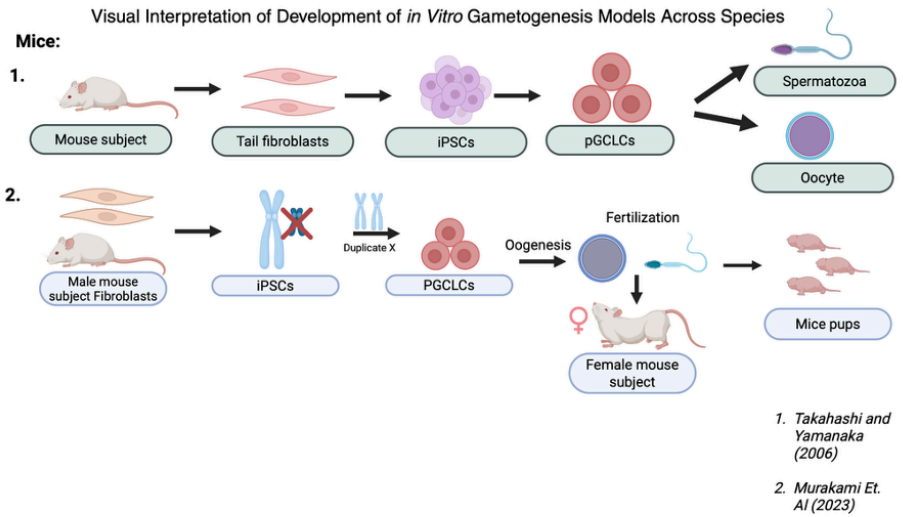 Visual Interpretation of Development of in Vitro Gametogenesis Models Across Species
Mice:
1.
Mouse subject
Tail fibroblasts
iPSCs
pGCLCs
Spermatozoa
Oocyte
2.
Male mouse
subject Fibroblasts
iPSCs
Duplicate X
PGCLCs
Oogenesis
Fertilization
Female mouse
subject
Mice pups
1. Takahashi and
Yamanaka
(2006)
2. Murakami Et.
Al (2023)